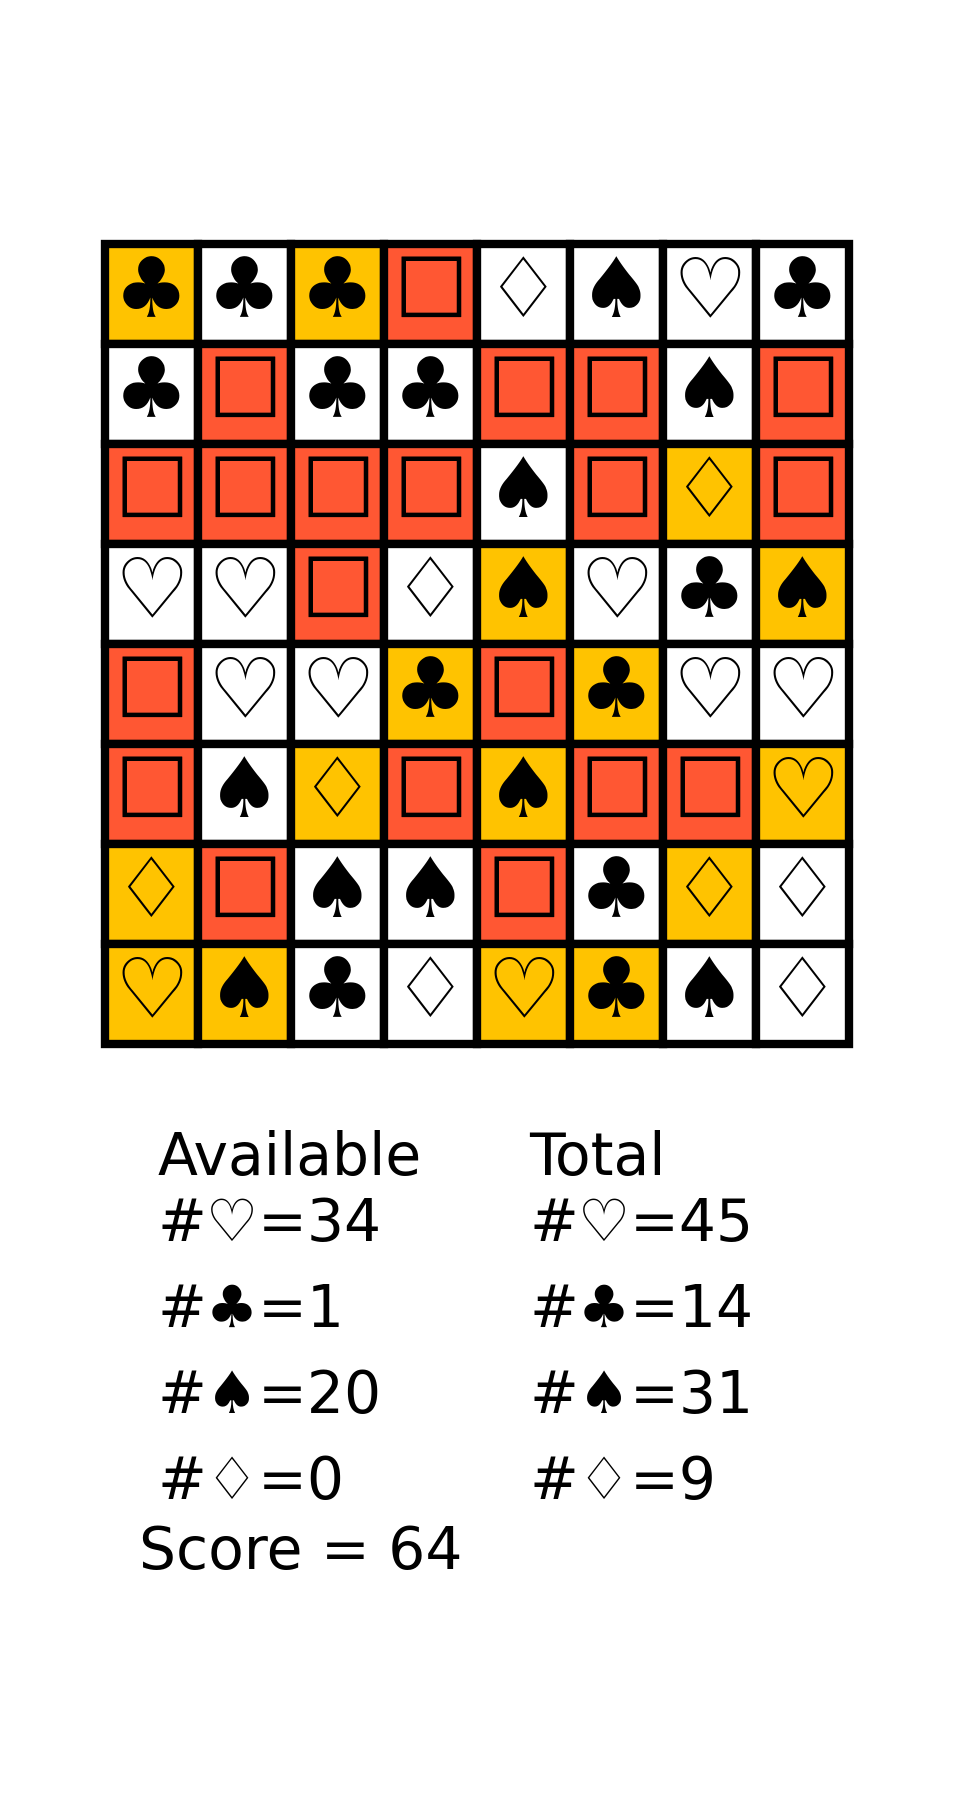 ♣ ♣ ♣ □ ♢ ♠ ♡ ♣
♣ □ ♣ ♣ □ □ ♠ □
□ □ □ □ ♠ □ ♢ □
♡ ♡ □ ♢ ♠ ♡ ♣ ♠
□ ♡ ♡ ♣ □ ♣ ♡ ♡
□ ♠ ♢ □ ♠ □ □ ♡
♢ □ ♠ ♠ □ ♣ ♢ ♢
♡ ♠ ♣ ♢ ♡ ♣ ♠ ♢
Available Total
#♡=34 #♡=45
#♣=1 #♣=14
#♠=20 #♠=31
#♢=0 #♢=9
Score = 64